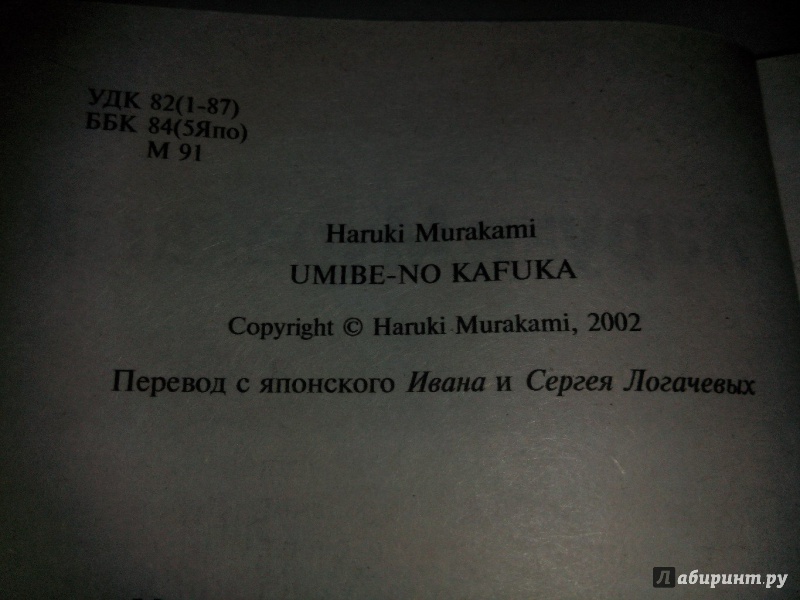 УДК 82(1-87)
ББК 84(5Япо)
М 91
Haruki Murakami
UMIBE-NO KAFUKA
Copyright © Haruki Murakami, 2002
Перевод с японского Ивана и Сергея Логачевых
Лабиринт.ру